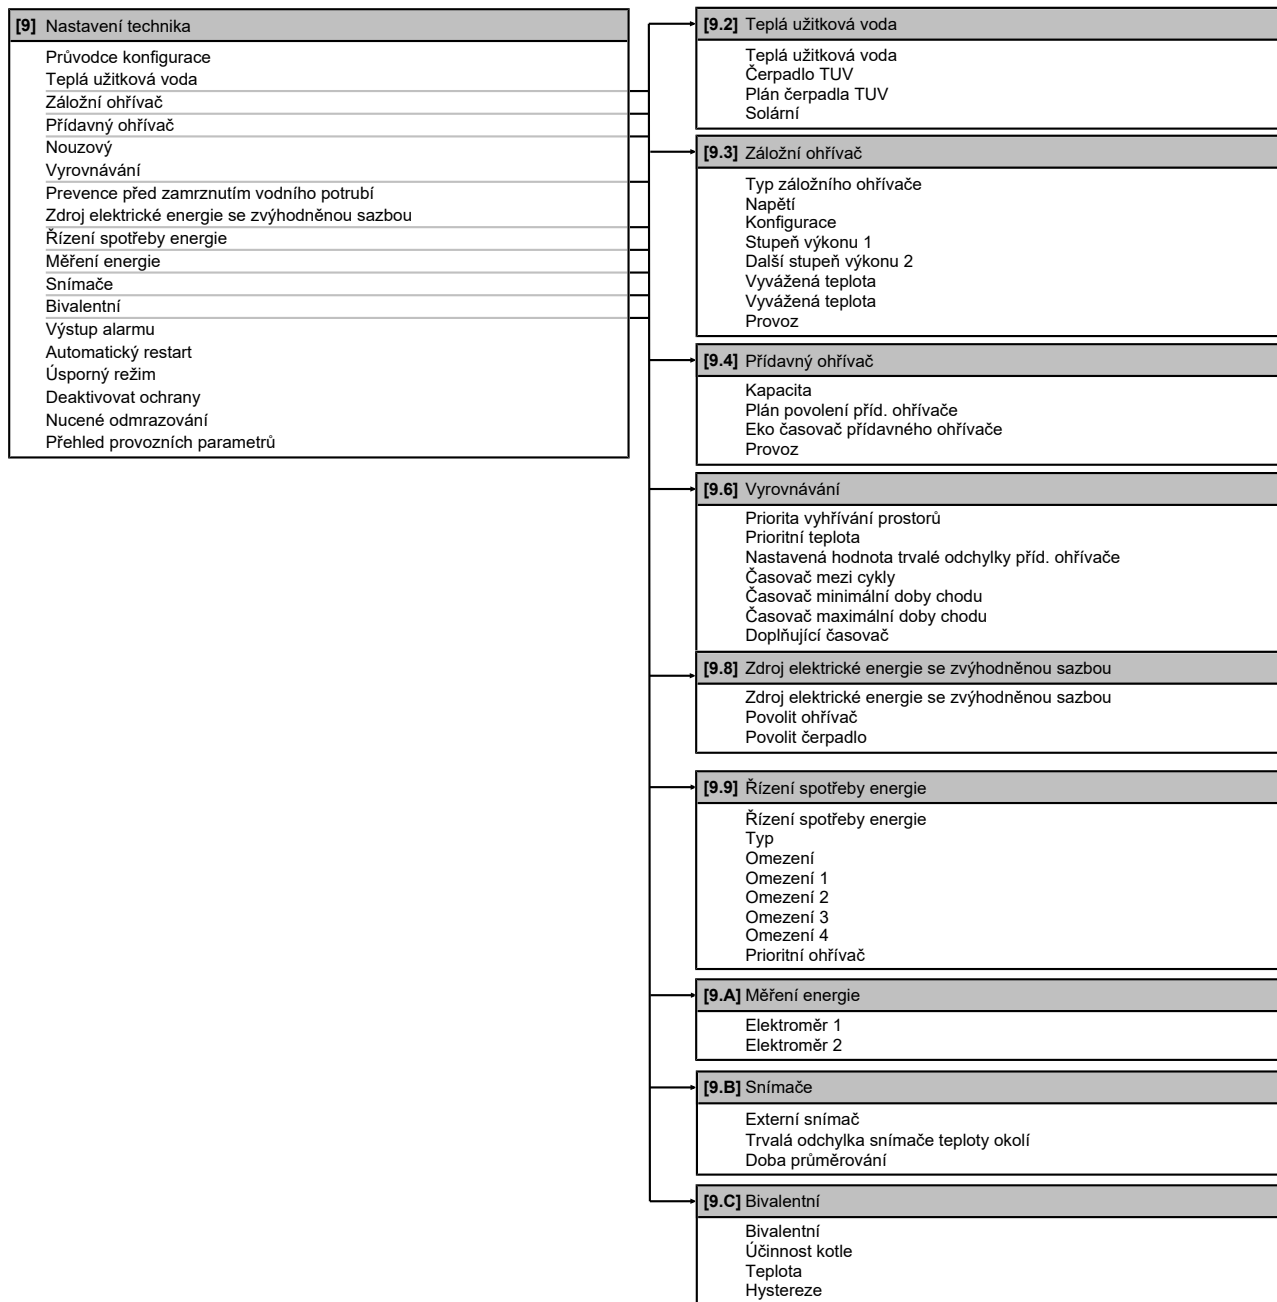 [9] Nastavení technika
Průvodce konfigurace
Teplá užitková voda
Záložní ohřívač
Přídavný ohřívač
Nouzový
Vyrovnávání
Prevence před zamrznutím vodního potrubí
Zdroj elektrické energie se zvýhodněnou sazbou
Řízení spotřeby energie
Měření energie
Snímače
Bivalentní
Výstup alarmu
Automatický restart
Úsporný režim
Deaktivovat ochrany
Nucené odmrazování
Přehled provozních parametrů
[9.2] Teplá užitková voda
Teplá užitková voda
Čerpadlo TUV
Plán čerpadla TUV
Solární
[9.3] Záložní ohřívač
Typ záložního ohřívače
Napětí
Konfigurace
Stupeň výkonu 1
Další stupeň výkonu 2
Vyvážená teplota
Vyvážená teplota
Provoz
[9.4] Přídavný ohřívač
Kapacita
Plán povolení příd. ohřívače
Eko časovač přídavného ohřívače
Provoz
[9.6] Vyrovnávání
Priorita vyhřívání prostorů
Prioritní teplota
Nastavená hodnota trvalé odchylky příd. ohřívače
Časovač mezi cykly
Časovač minimální doby chodu
Časovač maximální doby chodu
Doplňující časovač
[9.8] Zdroj elektrické energie se zvýhodněnou sazbou
Zdroj elektrické energie se zvýhodněnou sazbou
Povolit ohřívač
Povolit čerpadlo
[9.9] Řízení spotřeby energie
Řízení spotřeby energie
Typ
Omezení
Omezení 1
Omezení 2
Omezení 3
Omezení 4
Prioritní ohřívač
[9.A] Měření energie
Elektroměr 1
Elektroměr 2
[9.B] Snímače
Externí snímač
Trvalá odchylka snímače teploty okolí
Doba průměrování
[9.C] Bivalentní
Bivalentní
Účinnost kotle
Teplota
Hystereze